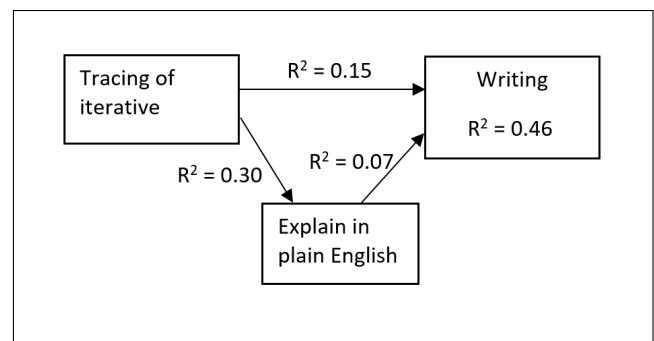 Tracing of
iterative
R² = 0.15
Writing
R² = 0.46
R² = 0.30
R² = 0.07
Explain in
plain English